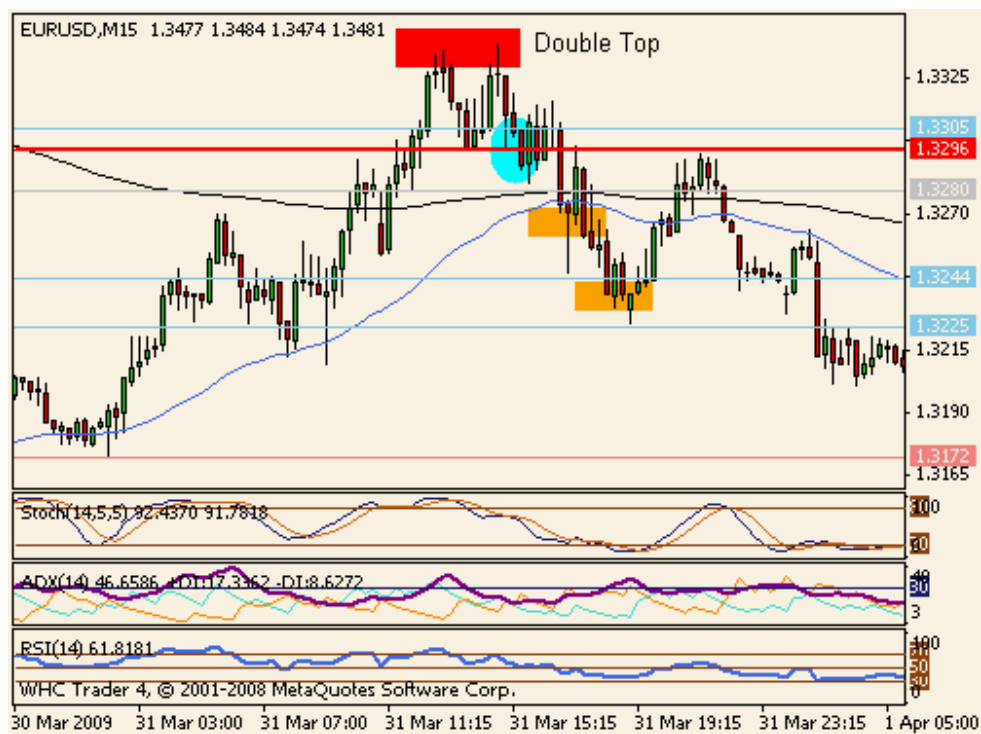 EURUSD,M15 1.3477 1.3484 1.3474 1.3481
Double Top
1.3325
1.3305
1.3296
1.3280
1.3270
1.3244
1.3225
1.3215
1.3190
1.3172
1.3165
Stoch(14,5,5) 92.4370 91.7818
ADX(14) 46.6586 +DI:17.3362 -DI:8.6272
30
3
RSI(14) 61.8181
100
50
0
WHC Trader 4, © 2001-2008 MetaQuotes Software Corp.
30 Mar 2009 31 Mar 03:00 31 Mar 07:00 31 Mar 11:15 31 Mar 15:15 31 Mar 19:15 31 Mar 23:15 1 Apr 05:00